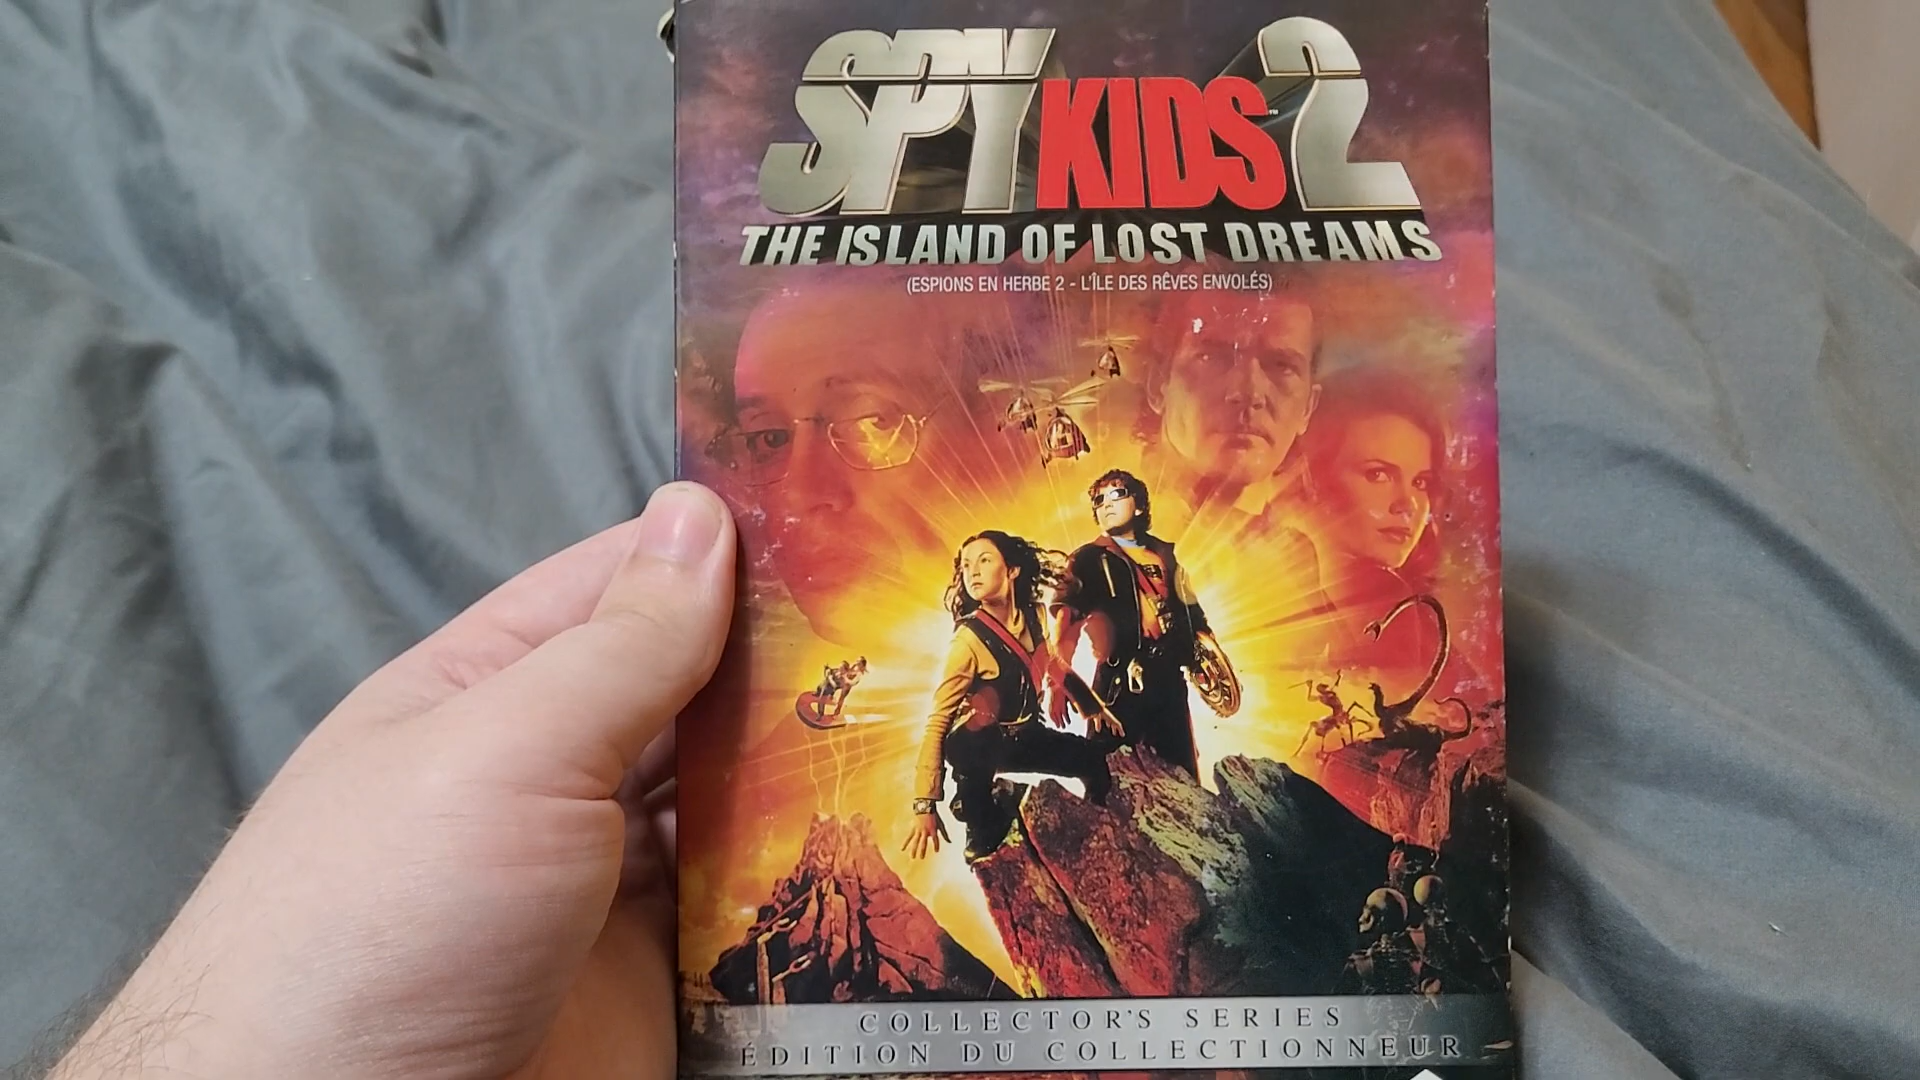 SPY KIDS 2
THE ISLAND OF LOST DREAMS
(ESPIONS EN HERBE 2 - L'ÎLE DES RÊVES ENVOLÉS)
COLLECTOR'S SERIES
ÉDITION DU COLLECTIONNEUR